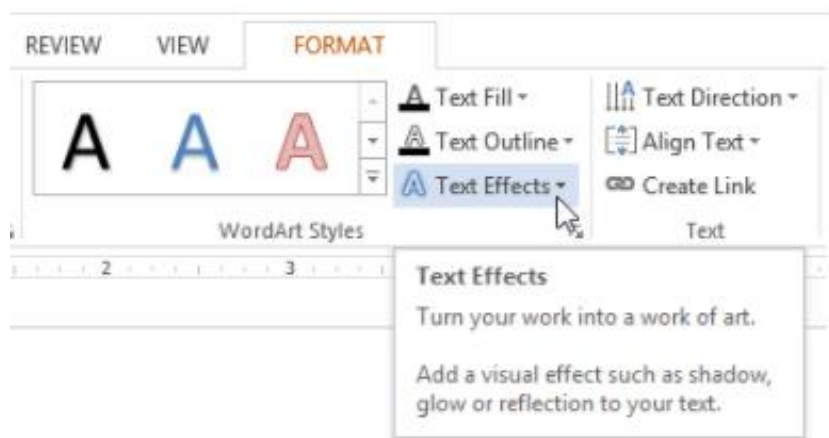 REVIEW VIEW FORMAT
A A A
Text Fill
Text Outline
Text Effects
WordArt Styles
Text Direction
Align Text
Create Link
Text
2 3
Text Effects
Turn your work into a work of art.
Add a visual effect such as shadow,
glow or reflection to your text.